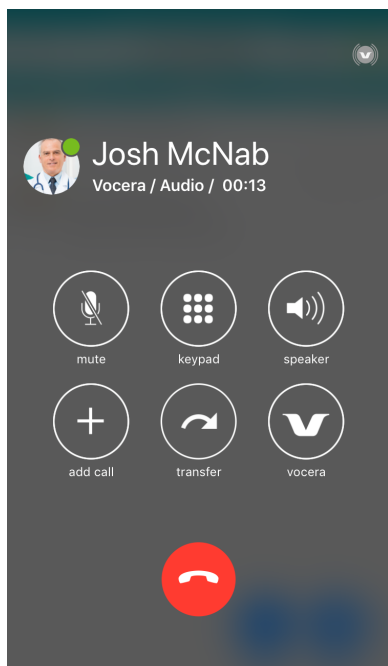 Josh McNab
Vocera / Audio / 00:13
mute
keypad
speaker
add call
transfer
vocera